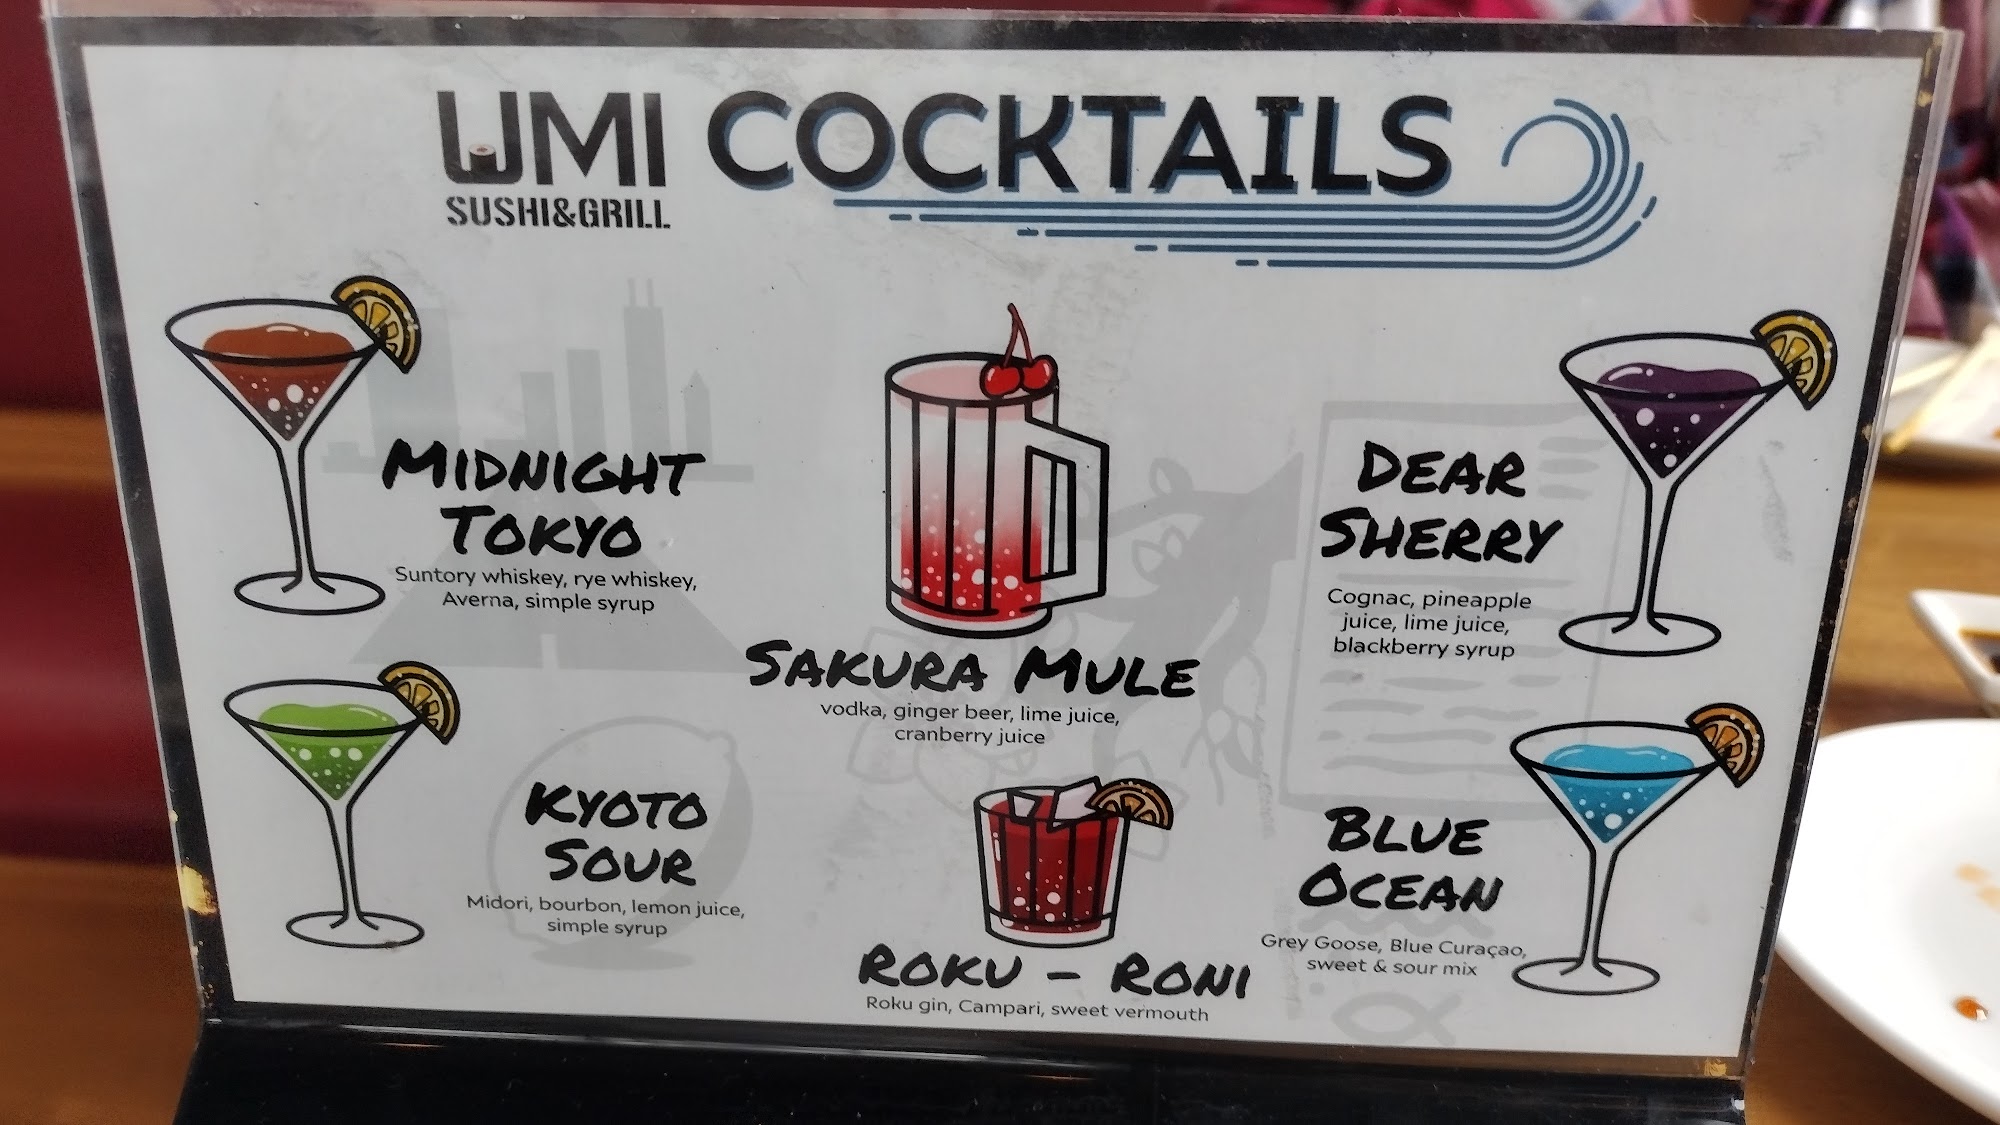 UMI COCKTAILS
SUSHI&GRILL
MIDNIGHT
TOKYO
Suntory whiskey, rye whiskey,
Averna, simple syrup
SAKURA MULE
vodka, ginger beer, lime juice,
cranberry juice
DEAR
SHERRY
Cognac, pineapple
juice, lime juice,
blackberry syrup
KYOTO
SOUR
Midori, bourbon, lemon juice,
simple syrup
ROKU - RONI
Roku gin, Campari, sweet vermouth
BLUE
OCEAN
Grey Goose, Blue Curaçao,
sweet & sour mix